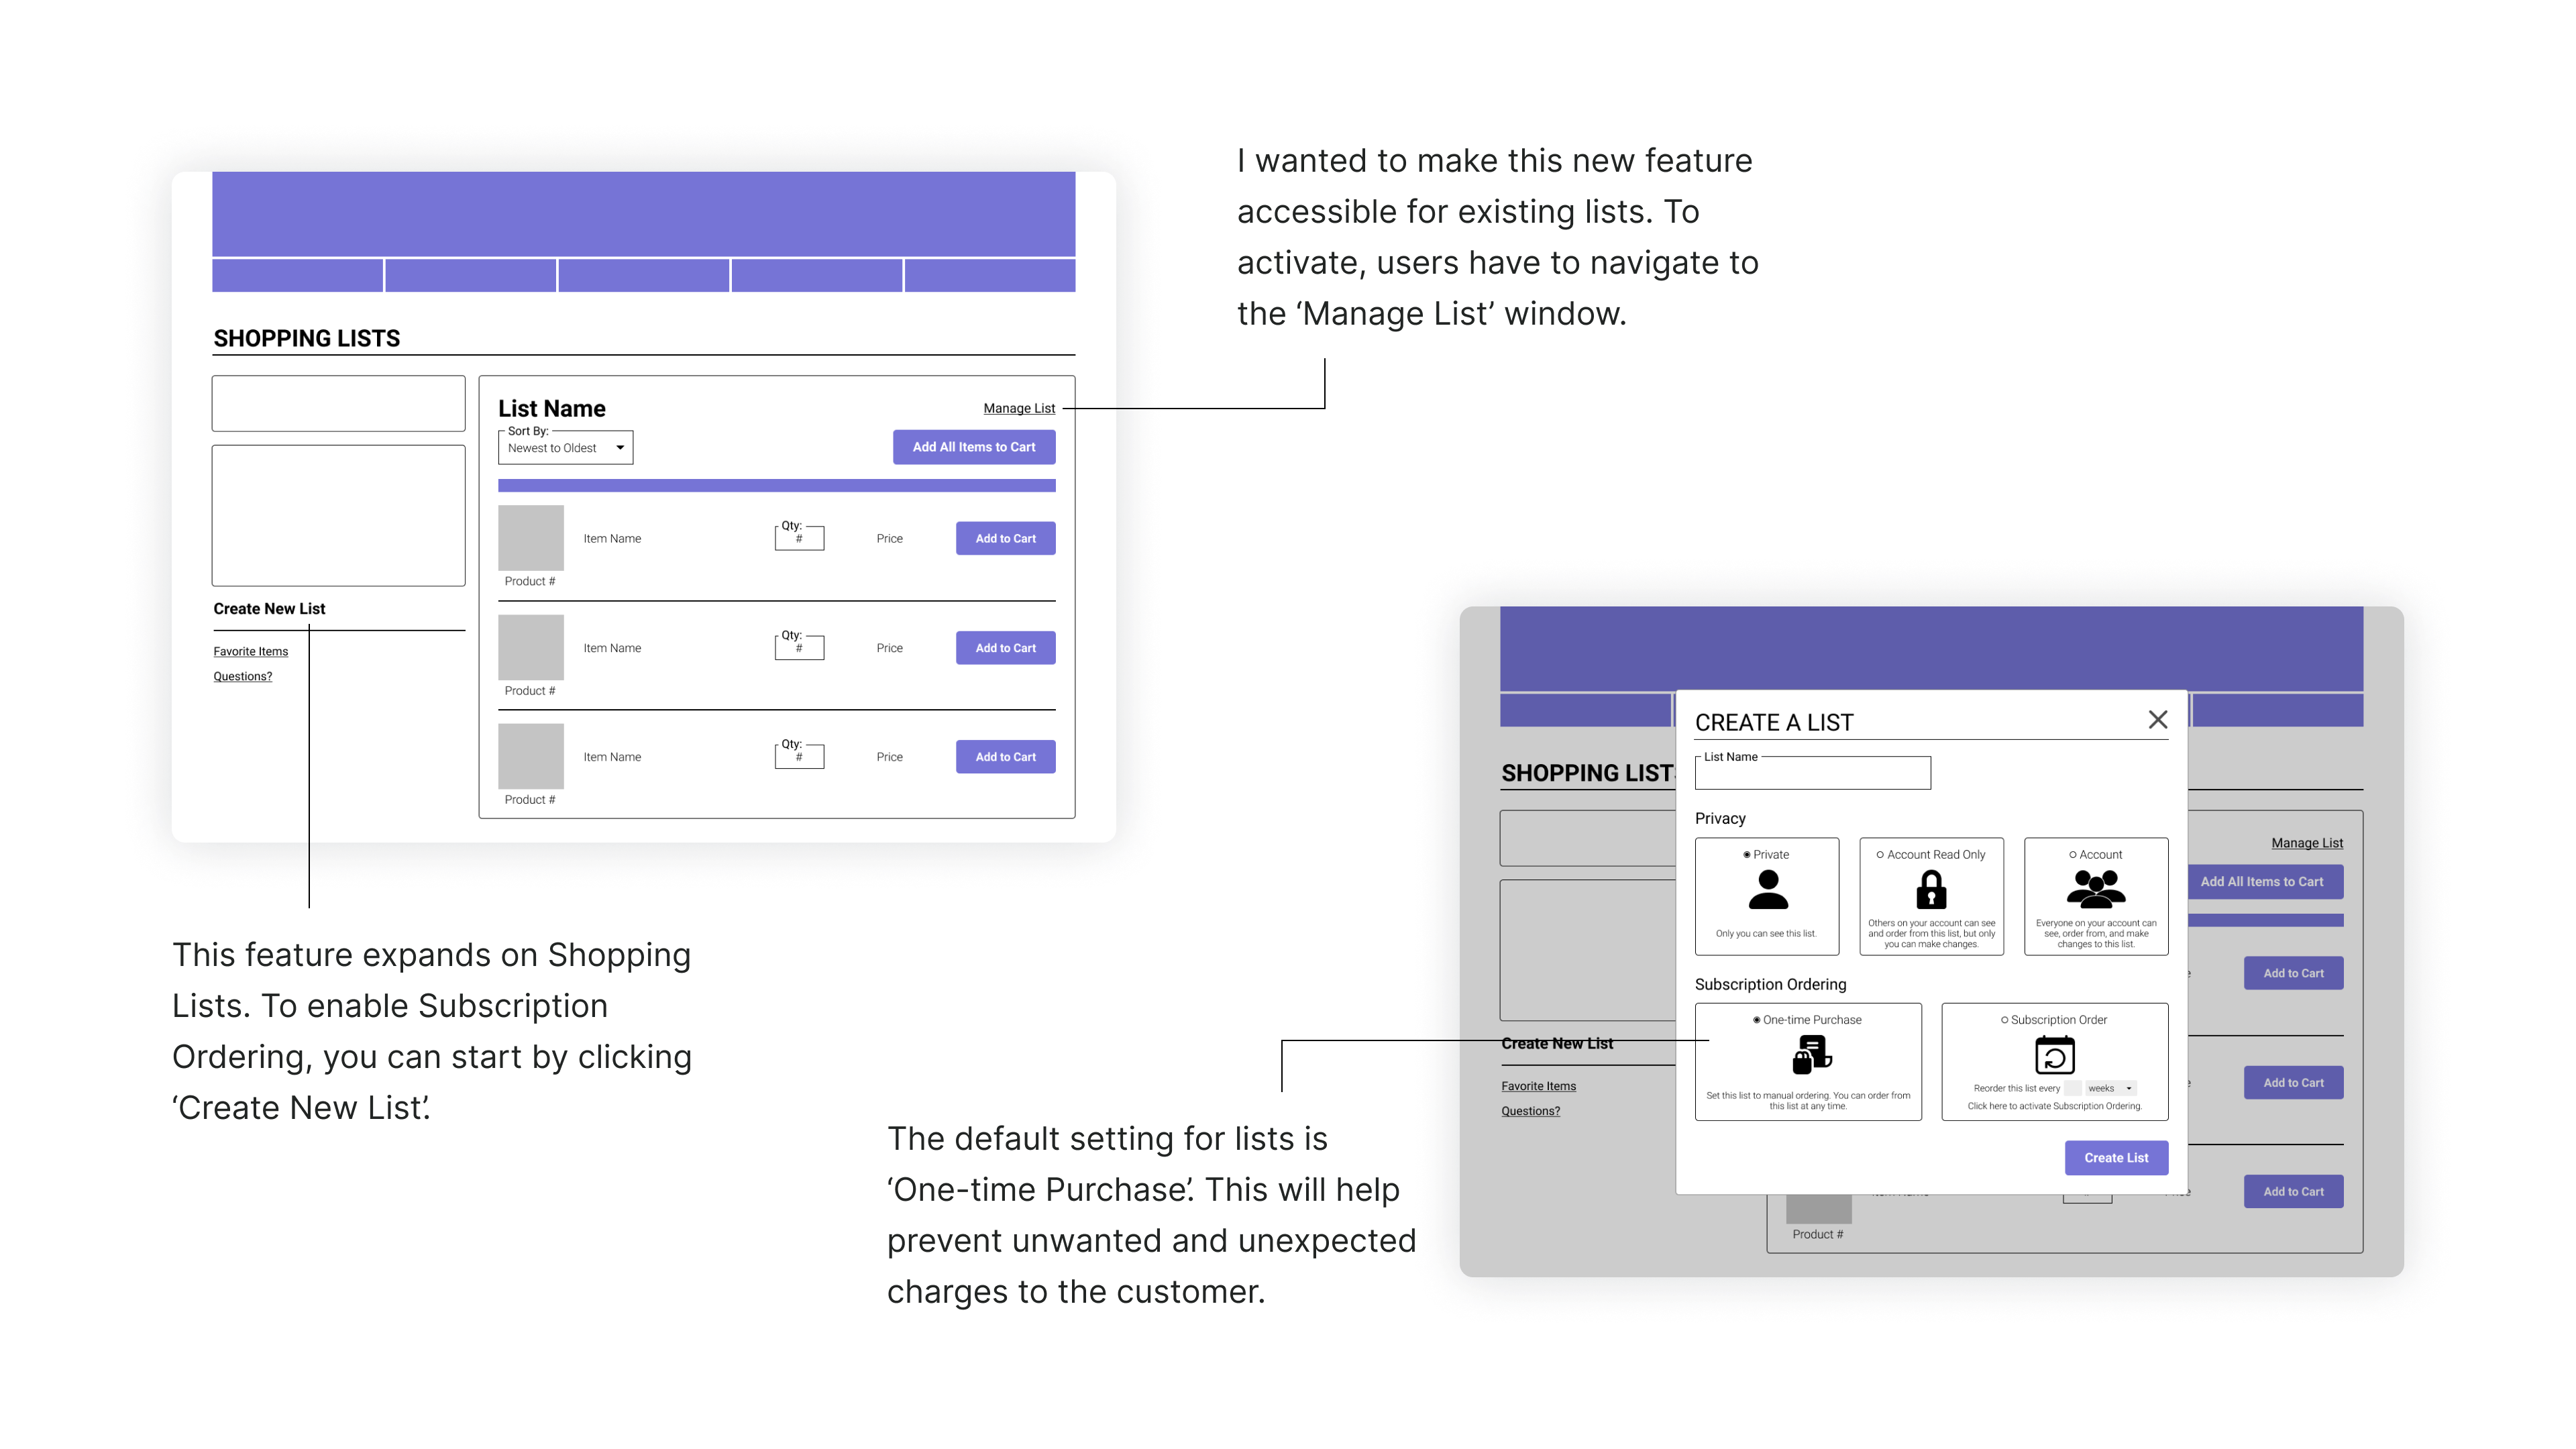 I wanted to make this new feature
accessible for existing lists. To
activate, users have to navigate to
the ‘Manage List’ window.
SHOPPING LISTS
List Name
Manage List
Sort By:
Newest to Oldest
Add All Items to Cart
Item Name
Qty:
#
Price
Add to Cart
Product #
Item Name
Qty:
#
Price
Add to Cart
Product #
Item Name
Qty:
#
Price
Add to Cart
Product #
Create New List
Favorite Items
Questions?
This feature expands on Shopping
Lists. To enable Subscription
Ordering, you can start by clicking
‘Create New List’.
The default setting for lists is
‘One-time Purchase’. This will help
prevent unwanted and unexpected
charges to the customer.
SHOPPING LIST
Create New List
Favorite Items
Questions?
CREATE A LIST
List Name
Privacy
Private
Only you can see this list.
Account Read Only
Others on your account can see
and order from this list, but only
you can make changes.
Account
Everyone on your account can
see, order from, and make
changes to this list.
Subscription Ordering
One-time Purchase
Set this list to manual ordering. You can order from
this list at any time.
Subscription Order
Reorder this list every weeks
Click here to activate Subscription Ordering.
Create List
Manage List
Add All Items to Cart
Add to Cart
Add to Cart
Add to Cart
Product #